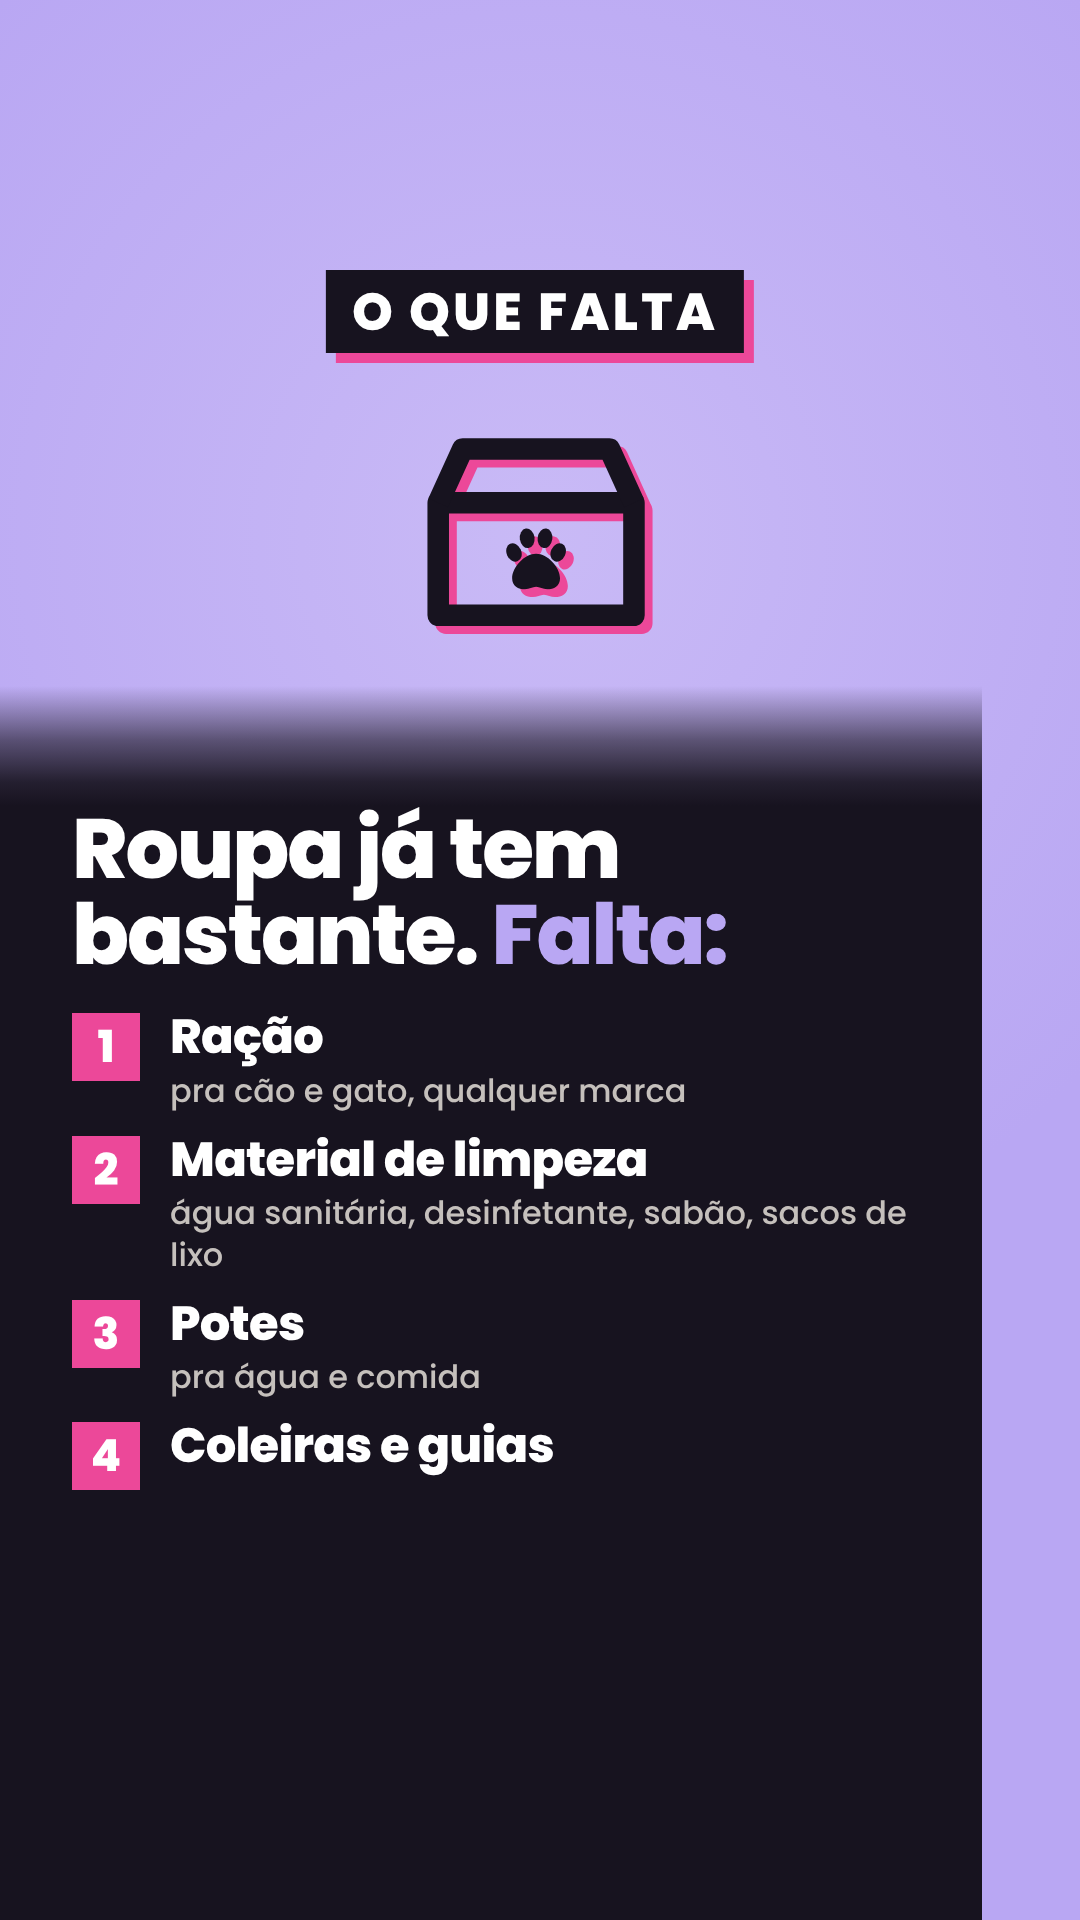 O QUE FALTA
Roupa já tem
bastante. Falta:
1 Ração
pra cão e gato, qualquer marca
2 Material de limpeza
água sanitária, desinfetante, sabão, sacos de
lixo
3 Potes
pra água e comida
4 Coleiras e guias